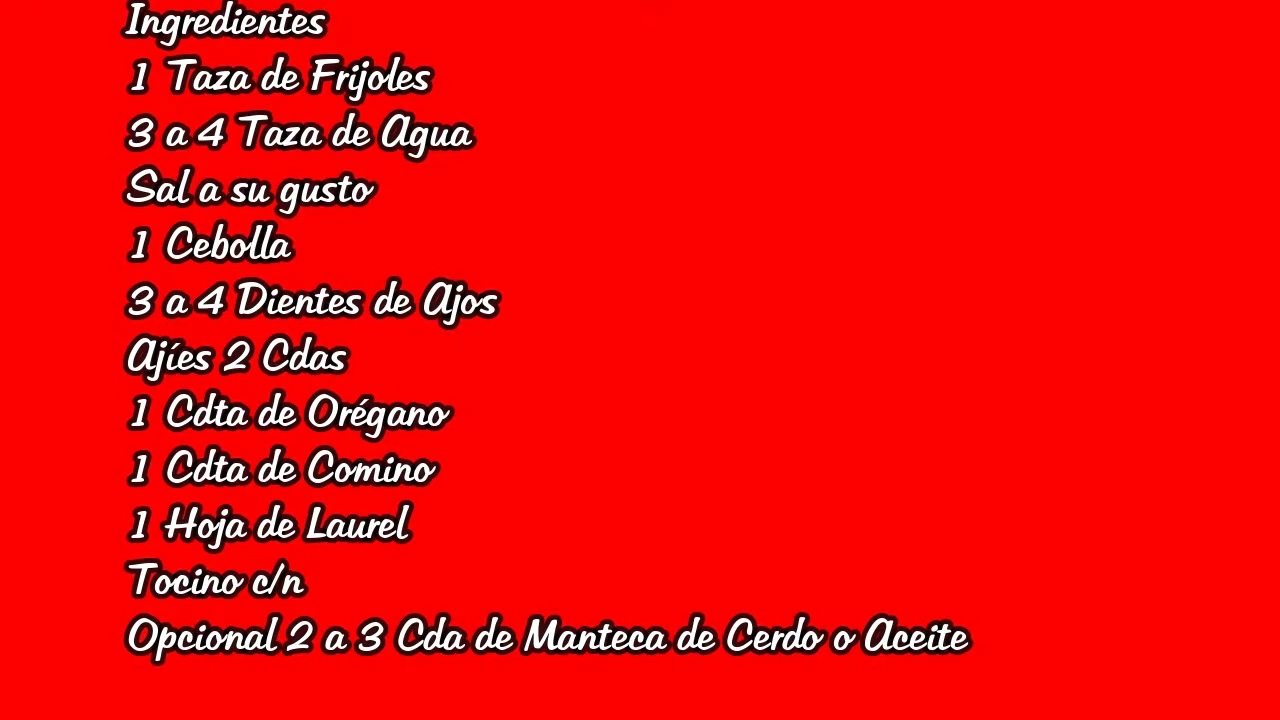 Ingredientes
1 Taza de Frijoles
3 a 4 Taza de Agua
Sal a su gusto
1 Cebolla
3 a 4 Dientes de Ajos
Ajíes 2 Cdas
1 Cdta de Orégano
1 Cdta de Comino
1 Hoja de Laurel
Tocino c/n
Opcional 2 a 3 Cda de Manteca de Cerdo o Aceite